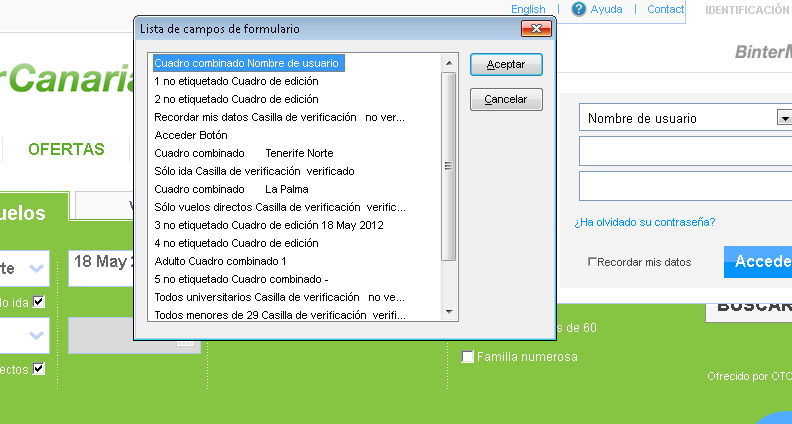 English | Ayuda | Contact
IDENTIFICACIÓN
Lista de campos de formulario
Cuadro combinado Nombre de usuario
1 no etiquetado Cuadro de edición
2 no etiquetado Cuadro de edición
Recordar mis datos Casilla de verificación no ver...
Acceder Botón
Cuadro combinado Tenerife Norte
Sólo ida Casilla de verificación verificado
Cuadro combinado La Palma
Sólo vuelos directos Casilla de verificación verific...
3 no etiquetado Cuadro de edición 18 May 2012
4 no etiquetado Cuadro de edición
Adulto Cuadro combinado 1
5 no etiquetado Cuadro combinado -
Todos universitarios Casilla de verificación no ve...
Todos menores de 29 Casilla de verificación verifi...
Aceptar
Cancelar
BinterM
rCanaria
OFERTAS
V
uelos
Nombre de usuario
¿Ha olvidado su contraseña?
Recordar mis datos
Accede
rte
18 May 2
lo ida
ectos
s de 60
Familia numerosa
BUSCAR
Ofrecido por OTO